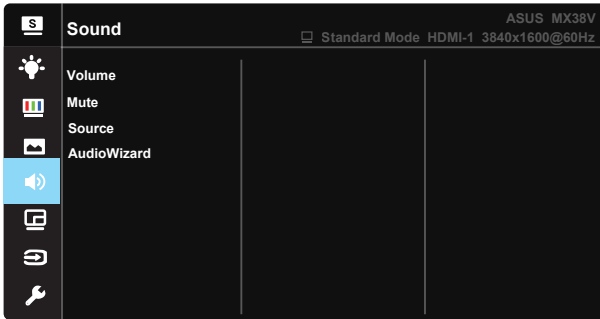 S
Sound
ASUS MX38V
Standard Mode HDMI-1 3840x1600@60Hz
Volume
Mute
Source
AudioWizard